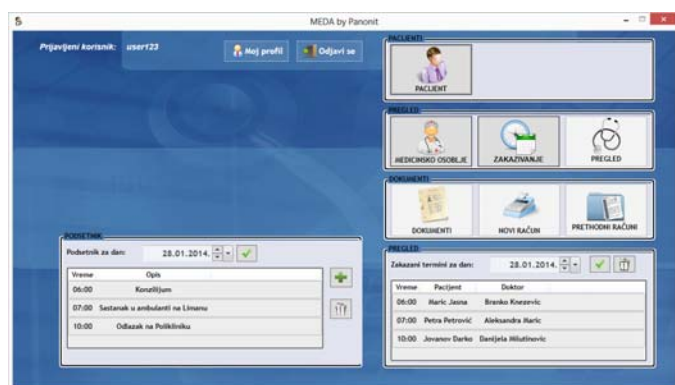 MEDA by Panonit
Prijavljeni korisnik: user123
Moj profil
Odjavi se
PACIJENTI
PACIJENT
PREGLED
MEDICINSKO OSOBLJE
ZAKAZIVANJE
PREGLED
DOKUMENTI
DOKUMENTI
NOVI RAČUN
PRETHODNI RAČUNI
PODSETNIK
Podsetnik za dan: 28.01.2014.
Vreme Opis
06:00 Konzilijum
07:00 Sastanak u ambulanti na Limanu
10:00 Odlazak na Polikliniku
PREGLED
Zakazani termini za dan: 28.01.2014.
Vreme Pacijent Doktor
06:00 Maric Jasna Branko Knezevic
07:00 Petra Petrović Aleksandra Maric
10:00 Jovanov Darko Danijela Milutinovic